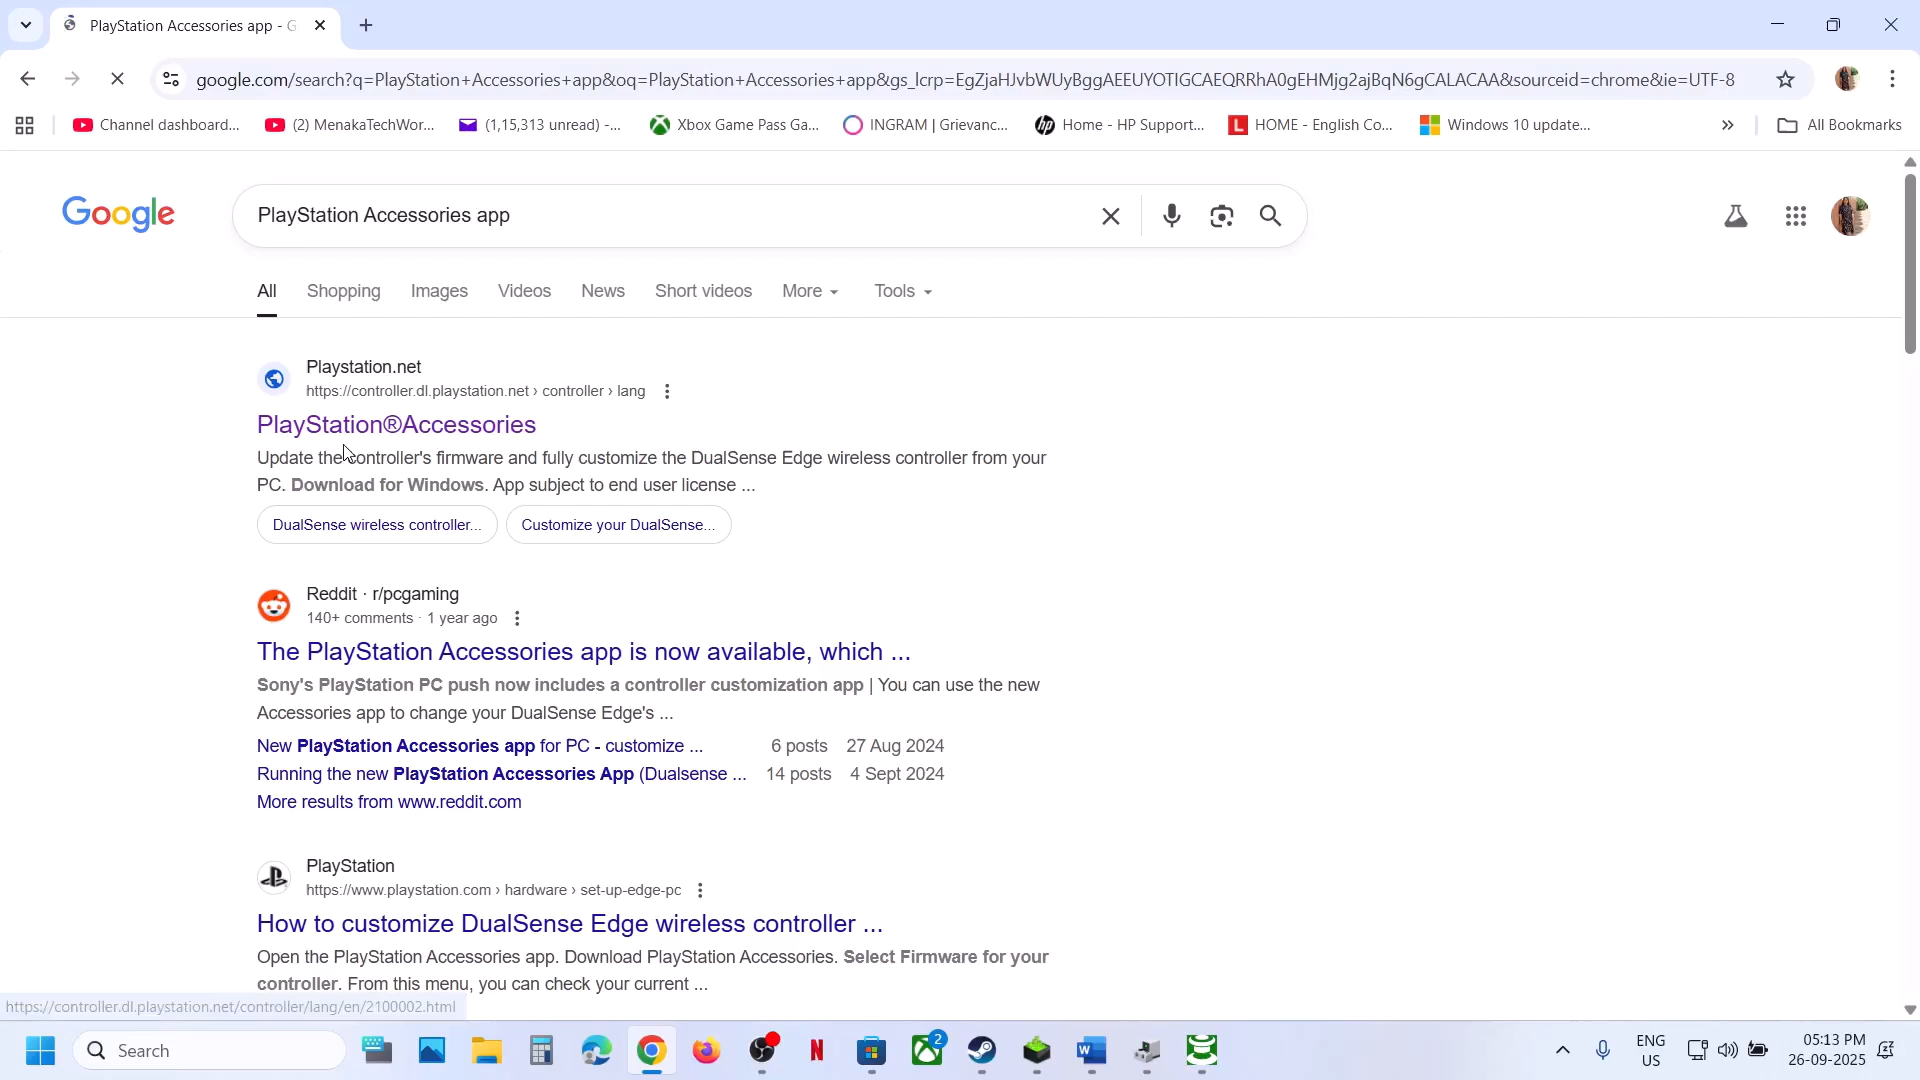 PlayStation Accessories app - G
google.com/search?q=PlayStation+Accessories+app&oq=PlayStation+Accessories+app&gs_lcrp=EgZjaHJvbWUyBggAEEUYOTIGCAEQRRhA0gEHMjg2ajBqN6gCALACAA&sourceid=chrome&ie=UTF-8
Channel dashboard... (2) MenakaTechWor... (1,15,313 unread) -... Xbox Game Pass Ga... INGRAM | Grievanc... Home - HP Support... HOME - English Co... Windows 10 update... » All Bookmarks
Google PlayStation Accessories app
All Shopping Images Videos News Short videos More Tools
Playstation.net
https://controller.dl.playstation.net › controller › lang
PlayStation®Accessories
Update the controller's firmware and fully customize the DualSense Edge wireless controller from your
PC. Download for Windows. App subject to end user license ...
DualSense wireless controller... Customize your DualSense...
Reddit · r/pcgaming
140+ comments · 1 year ago
The PlayStation Accessories app is now available, which ...
Sony's PlayStation PC push now includes a controller customization app | You can use the new
Accessories app to change your DualSense Edge's ...
New PlayStation Accessories app for PC - customize ... 6 posts 27 Aug 2024
Running the new PlayStation Accessories App (Dualsense ... 14 posts 4 Sept 2024
More results from www.reddit.com
PlayStation
https://www.playstation.com › hardware › set-up-edge-pc
How to customize DualSense Edge wireless controller ...
Open the PlayStation Accessories app. Download PlayStation Accessories. Select Firmware for your
controller. From this menu, you can check your current ...
https://controller.dl.playstation.net/controller/lang/en/2100002.html
Search 2 ENG 05:13 PM
US 26-09-2025